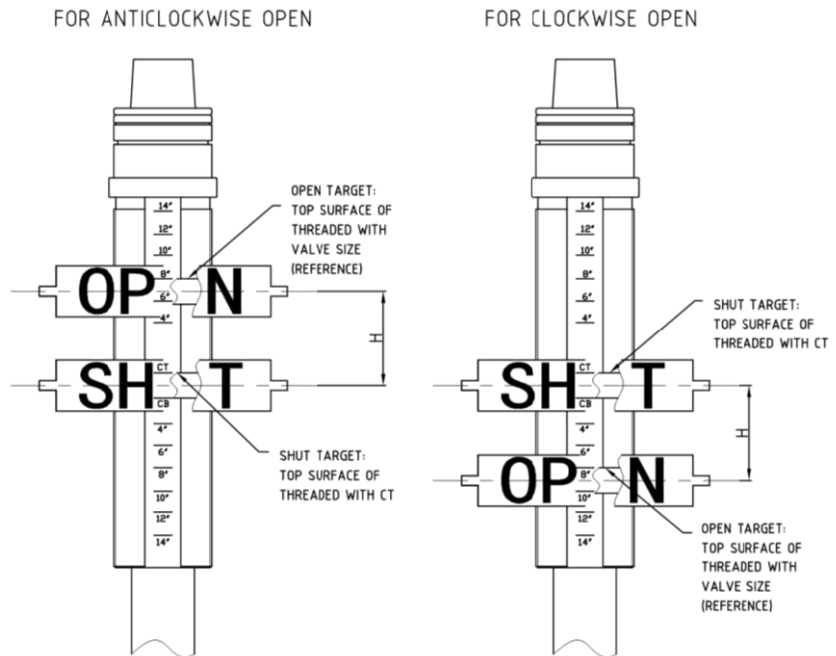 FOR ANTICLOCKWISE OPEN
14"
12"
10"
8"
6"
4"
CT
CB
4"
6"
8"
10"
12"
14"
OP N
SH T
OPEN TARGET:
TOP SURFACE OF
THREADED WITH
VALVE SIZE
(REFERENCE)
H
SHUT TARGET:
TOP SURFACE OF
THREADED WITH CT
FOR CLOCKWISE OPEN
14"
12"
10"
8"
6"
4"
CT
CB
4"
6"
8"
10"
12"
14"
SH T
OP N
SHUT TARGET:
TOP SURFACE OF
THREADED WITH CT
H
OPEN TARGET:
TOP SURFACE OF
THREADED WITH
VALVE SIZE
(REFERENCE)